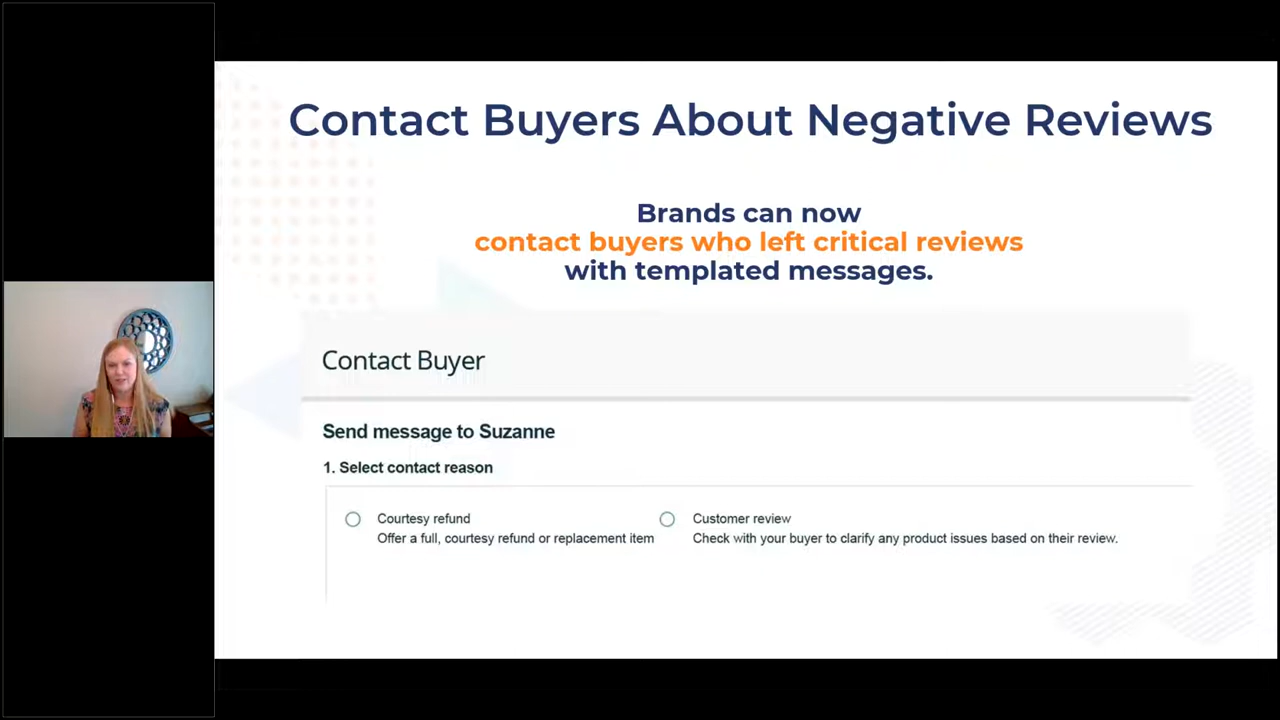 Contact Buyers About Negative Reviews
Brands can now
contact buyers who left critical reviews
with templated messages.
Contact Buyer
Send message to Suzanne
1. Select contact reason
Courtesy refund
Offer a full, courtesy refund or replacement item
Customer review
Check with your buyer to clarify any product issues based on their review.